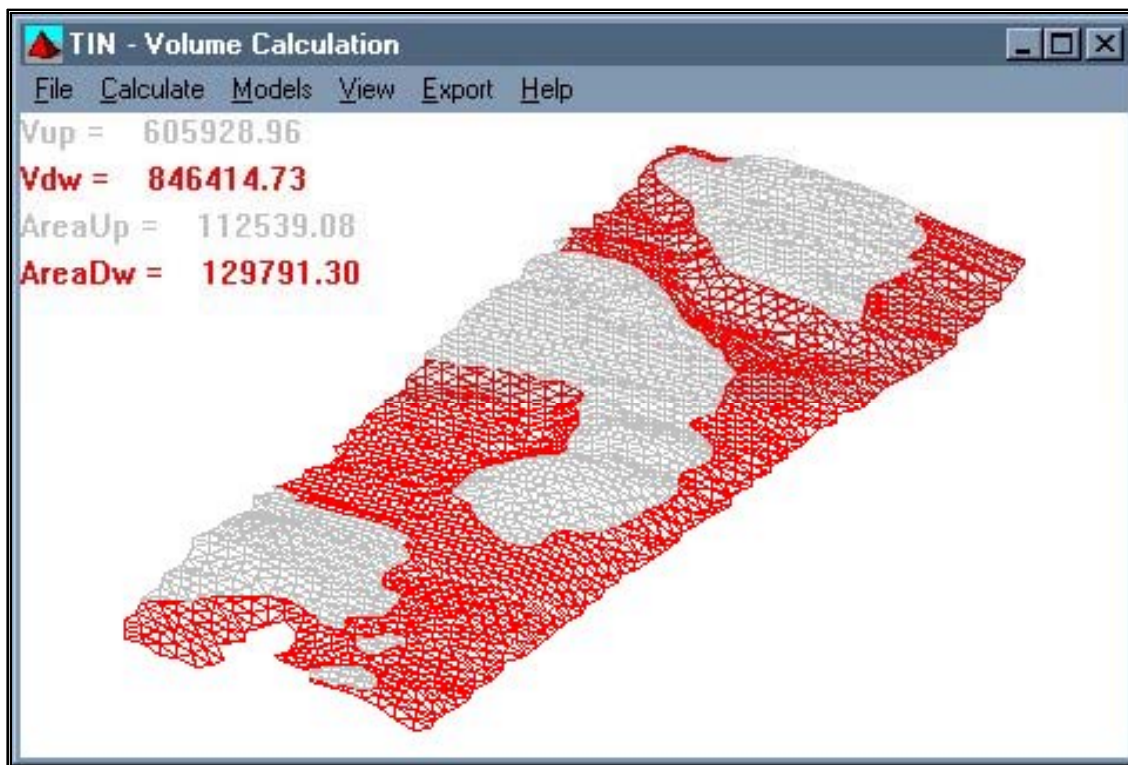 TIN - Volume Calculation
File Calculate Models View Export Help
Vup = 605928.96
Vdw = 846414.73
AreaUp = 112539.08
AreaDw = 129791.30